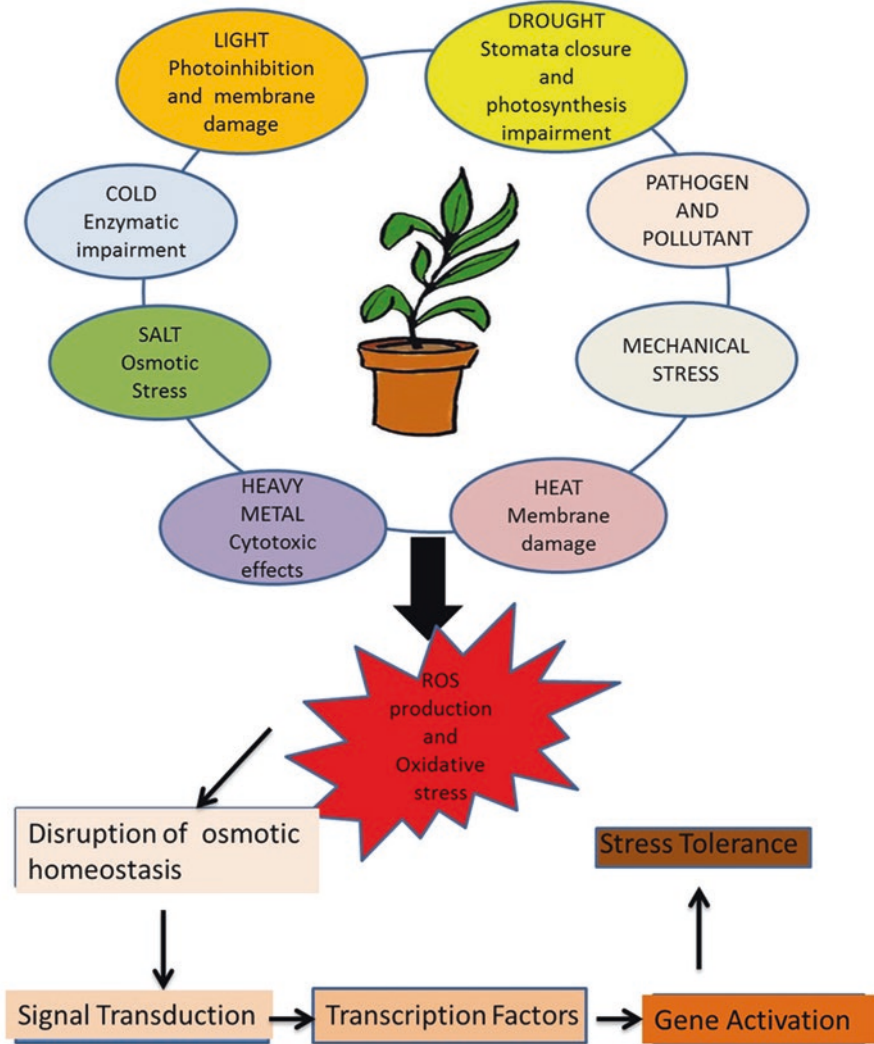 LIGHT
Photoinhibition
and membrane
damage
DROUGHT
Stomata closure
and
photosynthesis
impairment
COLD
Enzymatic
impairment
PATHOGEN
AND
POLLUTANT
SALT
Osmotic
Stress
MECHANICAL
STRESS
HEAVY
METAL
Cytotoxic
effects
HEAT
Membrane
damage
ROS
production
and
Oxidative
stress
Disruption of osmotic
homeostasis
Stress Tolerance
Signal Transduction
Transcription Factors
Gene Activation